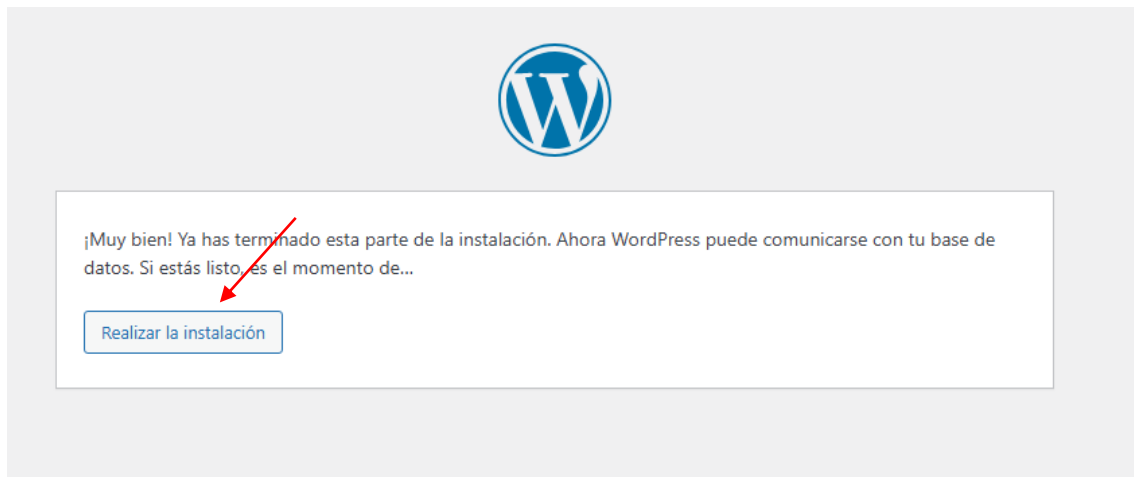 ¡Muy bien! Ya has terminado esta parte de la instalación. Ahora WordPress puede comunicarse con tu base de
datos. Si estás listo, es el momento de...
Realizar la instalación